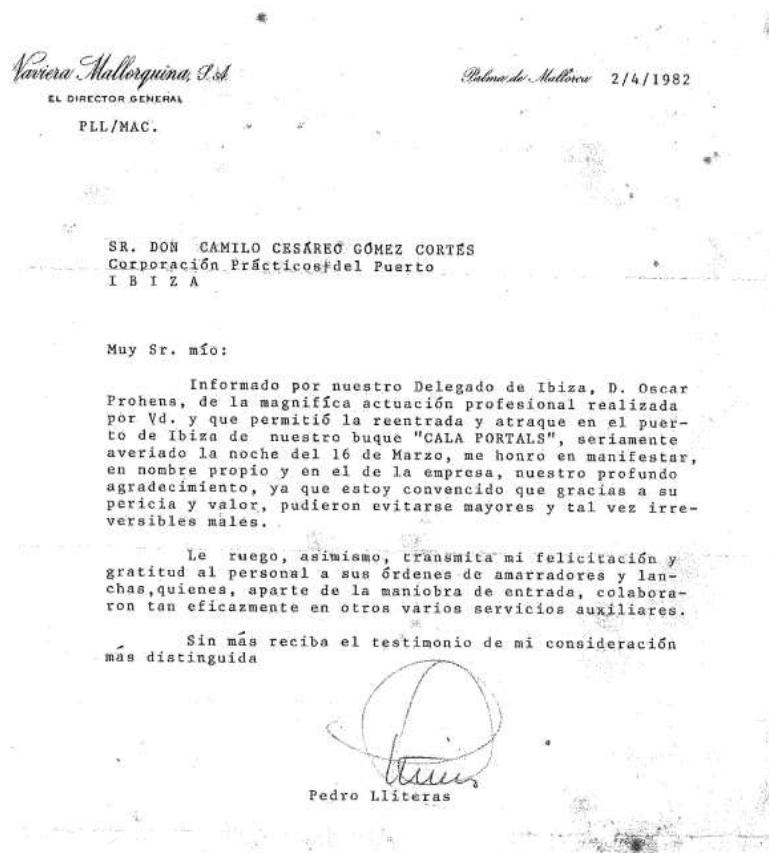 Naviera Mallorquina, S.A.
EL DIRECTOR GENERAL
Palma de Mallorca 2/4/1982
PLL/MAC.
SR. DON CAMILO CESÁREO GÓMEZ CORTÉS
Corporación Prácticos del Puerto
I B I Z A
Muy Sr. mío:
Informado por nuestro Delegado de Ibiza, D. Oscar
Prohens, de la magnifíca actuación profesional realizada
por Vd. y que permitió la reentrada y atraque en el puer-
to de Ibiza de nuestro buque "CALA PORTALS", seriamente
averiado la noche del 16 de Marzo, me honro en manifestar,
en nombre propio y en el de la empresa, nuestro profundo
agradecimiento, ya que estoy convencido que gracias a su
pericia y valor, pudieron evitarse mayores y tal vez irre-
versibles males.
Le ruego, asimismo, transmita mi felicitación y
gratitud al personal a sus órdenes de amarradores y lan-
chas,quienes, aparte de la maniobra de entrada, colabora-
ron tan eficazmente en otros varios servicios auxiliares.
Sin más reciba el testimonio de mi consideración
más distinguida
Pedro Lliteras